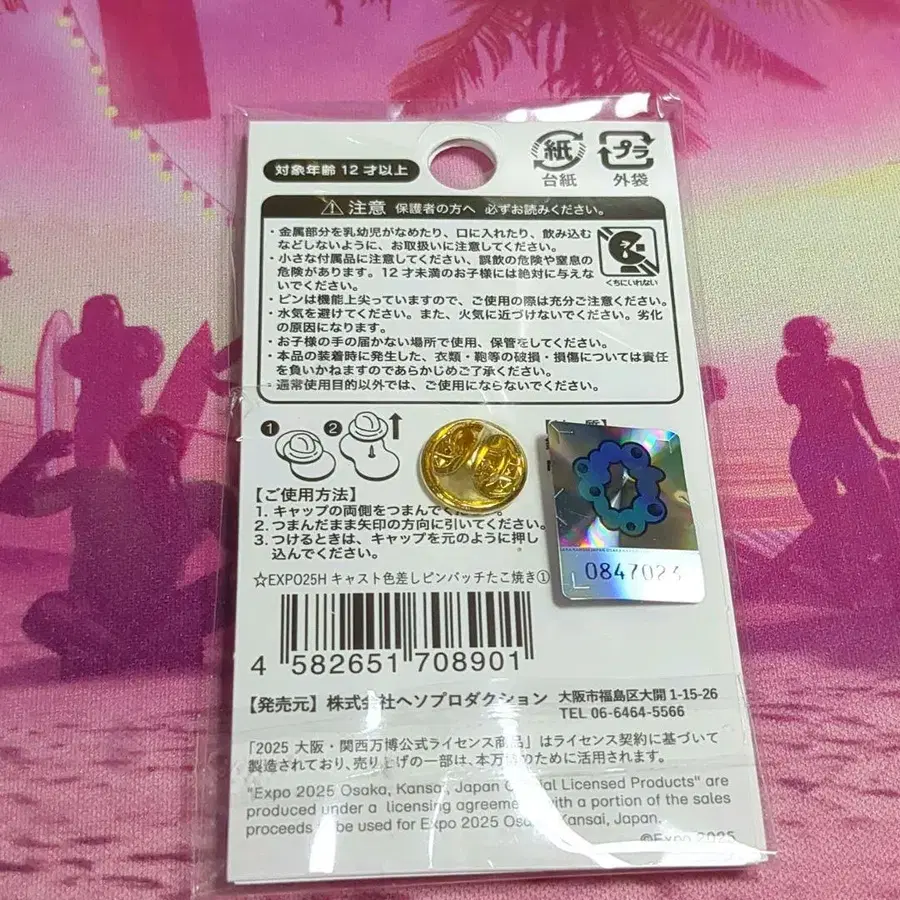 対象年齢 12 才以上
紙
台紙
プラ
外袋
注意 保護者の方へ 必ずお読みください。
・金属部分を乳幼児がなめたり、口に入れたり、飲み込む
などしないように、お取扱いに注意してください。
・小さな付属品に注意してください、誤飲の危険や窒息の
危険があります。12 才未満のお子様には絶対に与えな
いでください。
・ピンは機能上尖っていますので、ご使用の際は充分ご注意ください。
・水気を避けてください。また、火気に近づけないでください。劣化
の原因になります。
・お子様の手の届かない場所で使用、保管をしてください。
・本品の装着時に発生した、衣類・鞄等の破損・損傷については責任
を負いかねますのであらかじめご了承ください。
・通常使用目的以外では、ご使用にならないでください。
くちにいれない
1 2
【ご使用方法】
1. キャップの両側をつまんでください。
2. つまんだまま矢印の方向に引いてください。
3. つけるときは、キャップを元のように押し
込んでください。
☆EXPO25H キャスト色差しピンバッチたこ焼き①
084702
4 582651 708901
【発売元】株式会社ヘソプロダクション 大阪市福島区大開 1-15-26
TEL 06-6464-5566
「2025 大阪・関西万博公式ライセンス商品」はライセンス契約に基づいて
製造されており、売り上げの一部は、本万博のために活用されます。
"Expo 2025 Osaka, Kansai, Japan Official Licensed Products" are
produced under a licensing agreement with a portion of the sales
proceeds to be used for Expo 2025 Osaka, Kansai, Japan.
©Expo 2025